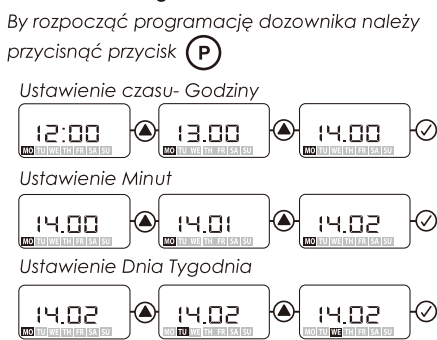 By rozpocząć programację dozownika należy
przycisnąć przycisk P
Ustawienie czasu- Godziny
12:00 13.00 14.00
MO TU WE TH FR SA SU MO TU WE TH FR SA SU MO TU WE TH FR SA SU
Ustawienie Minut
14.00 14.01 14.02
MO TU WE TH FR SA SU MO TU WE TH FR SA SU MO TU WE TH FR SA SU
Ustawienie Dnia Tygodnia
14.02 14.02 14.02
MO TU WE TH FR SA SU MO TU WE TH FR SA SU MO TU WE TH FR SA SU